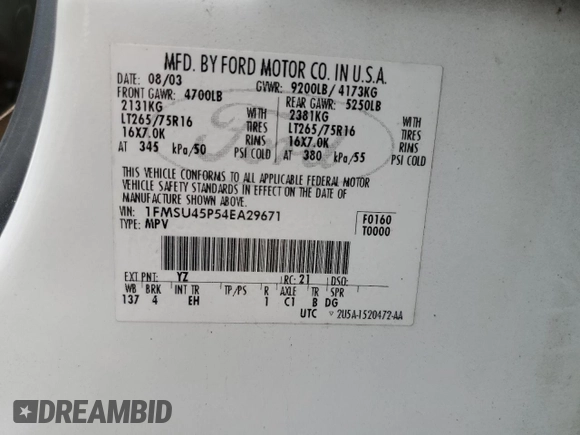 MFD. BY FORD MOTOR CO. IN U.S.A.
DATE: 08/03 GVWR: 9200LB/ 4173KG
FRONT GAWR: 4700LB REAR GAWR: 5250LB
2131KG WITH 2381KG WITH
LT265/75R16 TIRES LT265/75R16 TIRES
16X7.0K RIMS 16X7.0K RIMS
AT 345 kPa/50 PSI COLD AT 380 kPa/55 PSI COLD
Ford
THIS VEHICLE CONFORMS TO ALL APPLICABLE FEDERAL MOTOR
VEHICLE SAFETY STANDARDS IN EFFECT ON THE DATE OF
MANUFACTURE SHOWN ABOVE.
VIN: 1FMSU45P54EA29671 F0160
TYPE: MPV T0000
EXT PNT: YZ RC: 21 DSO:
WB BRK INT TR TP/PS R AXLE TR SPR
137 4 EH 1 C1 B DG
UTC ▽ 2U5A-1520472-AA
DREAMBID